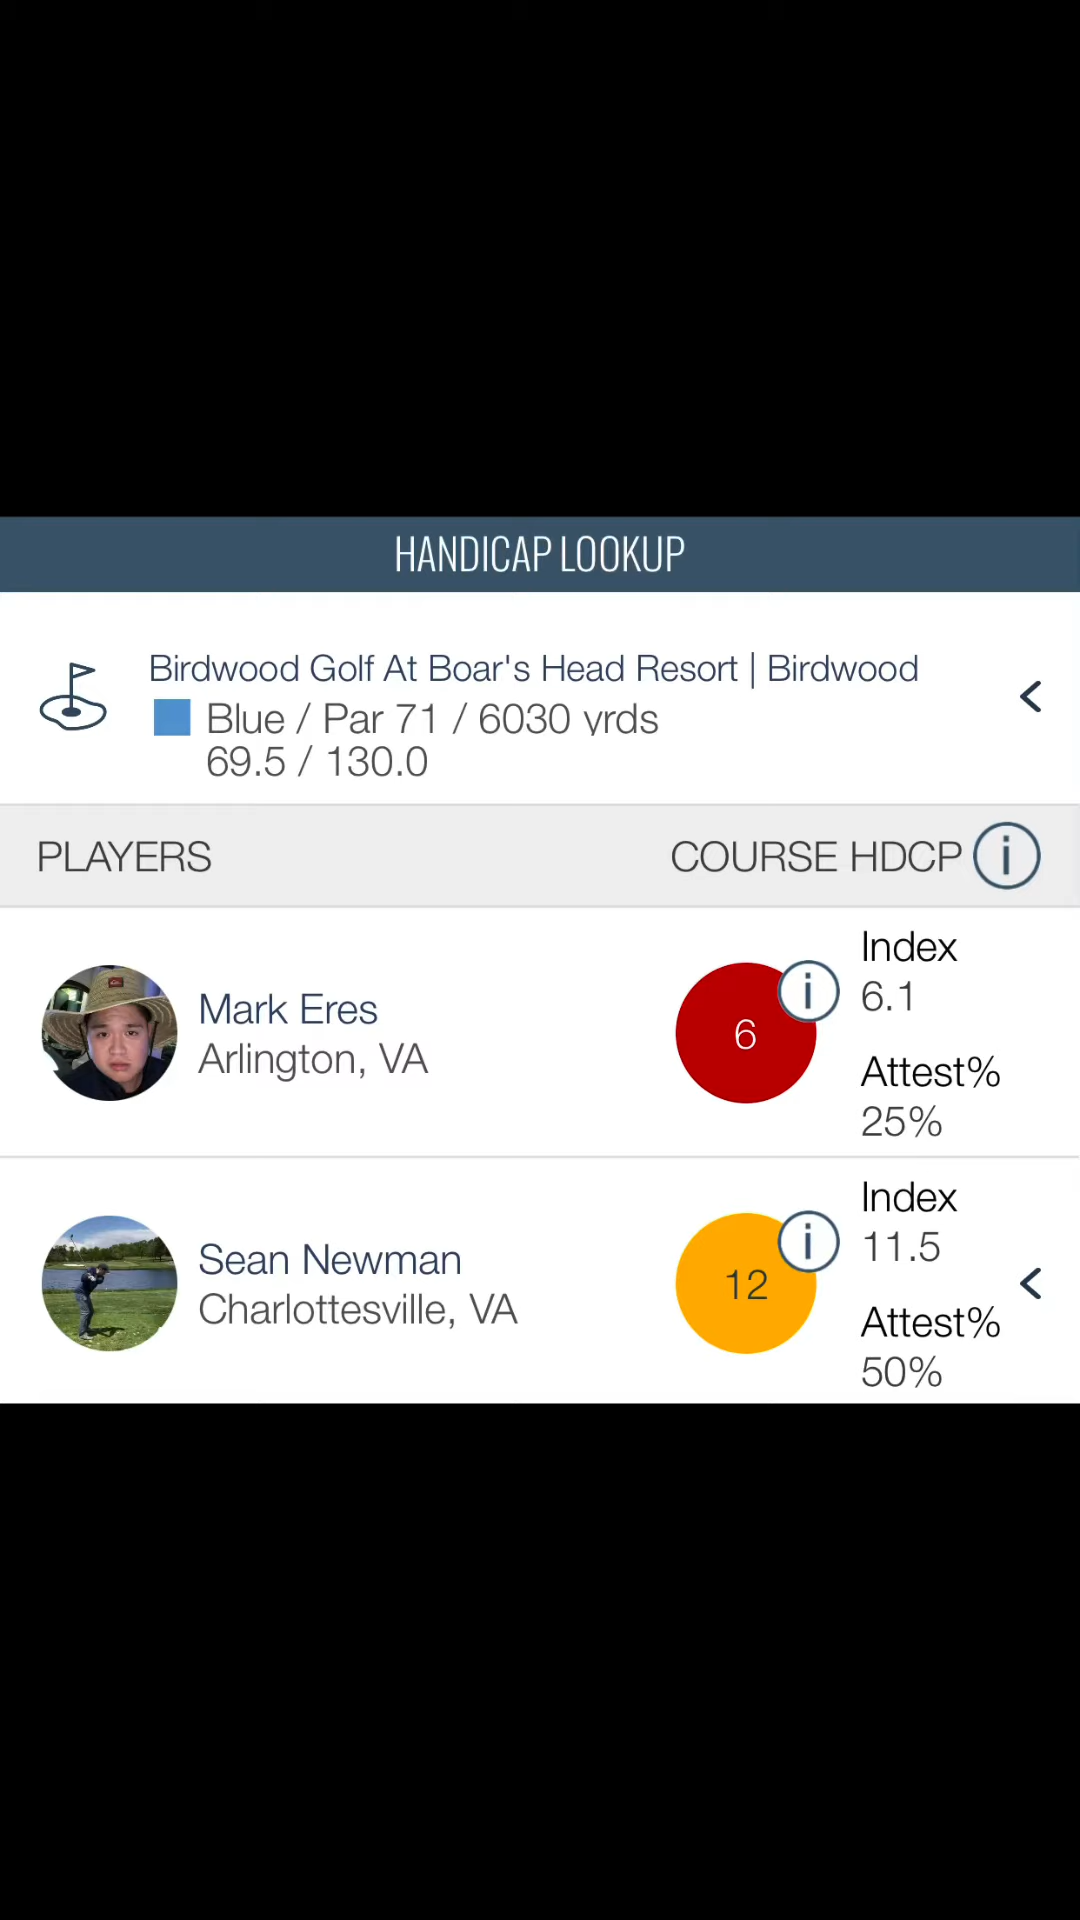 HANDICAP LOOKUP
Birdwood Golf At Boar's Head Resort | Birdwood
Blue / Par 71 / 6030 yrds
69.5 / 130.0
PLAYERS
COURSE HDCP i
Mark Eres
Arlington, VA
6
i
Index
6.1
Attest%
25%
Sean Newman
Charlottesville, VA
12
i
Index
11.5
Attest%
50%